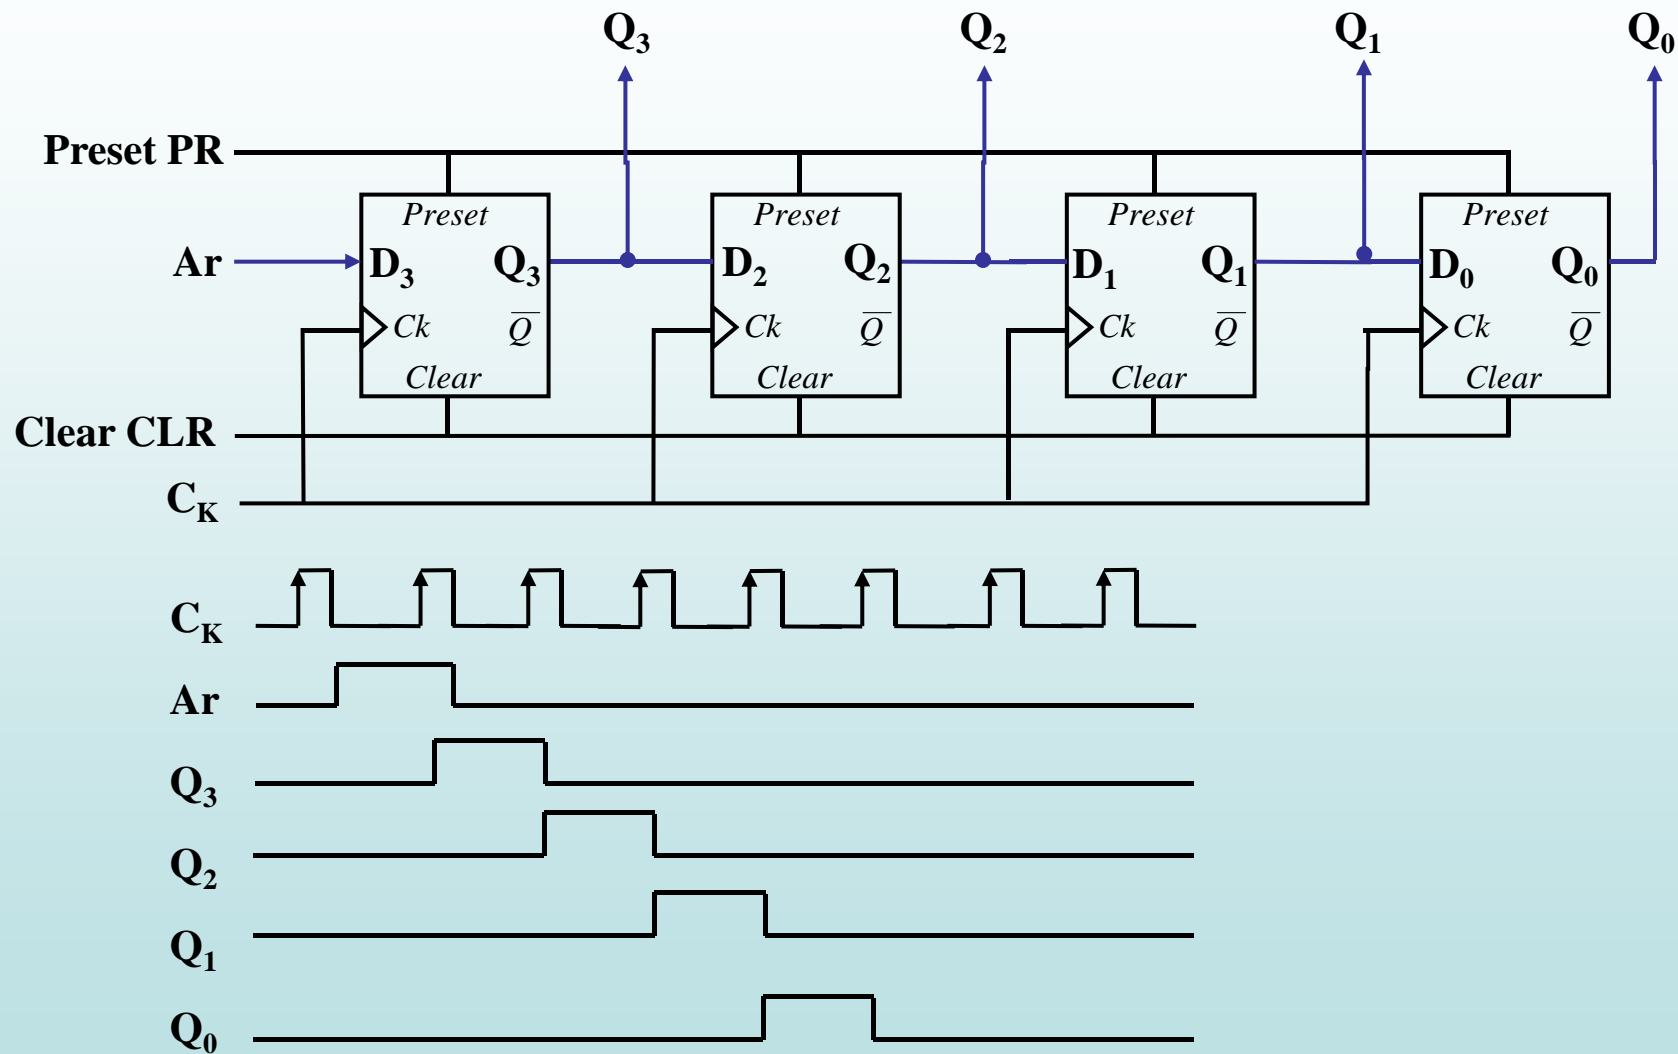 Q3 Q2 Q1 Q0
Preset PR
Preset Preset Preset Preset
Ar D3 Q3 D2 Q2 D1 Q1 D0 Q0
Ck Q̅ Ck Q̅ Ck Q̅ Ck Q̅
Clear Clear Clear Clear
Clear CLR
CK
CK
Ar
Q3
Q2
Q1
Q0